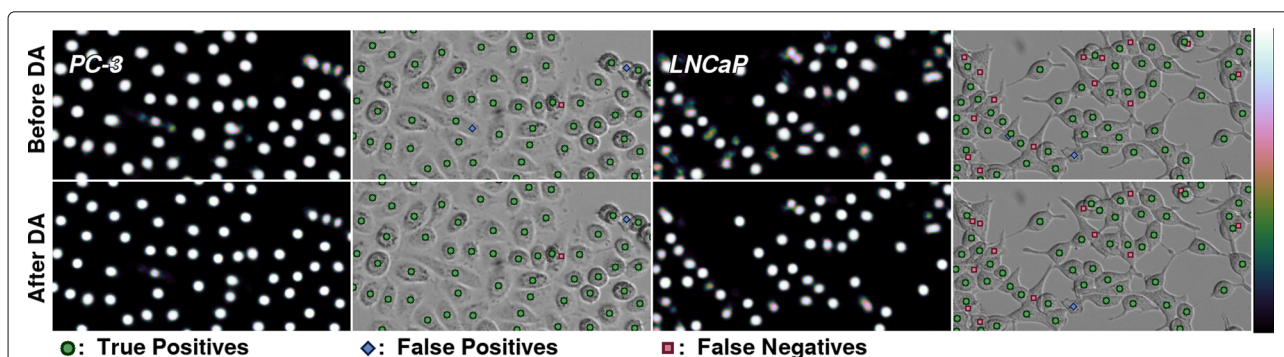 Before DA
PC-3
LNCaP
After DA
: True Positives
: False Positives
: False Negatives